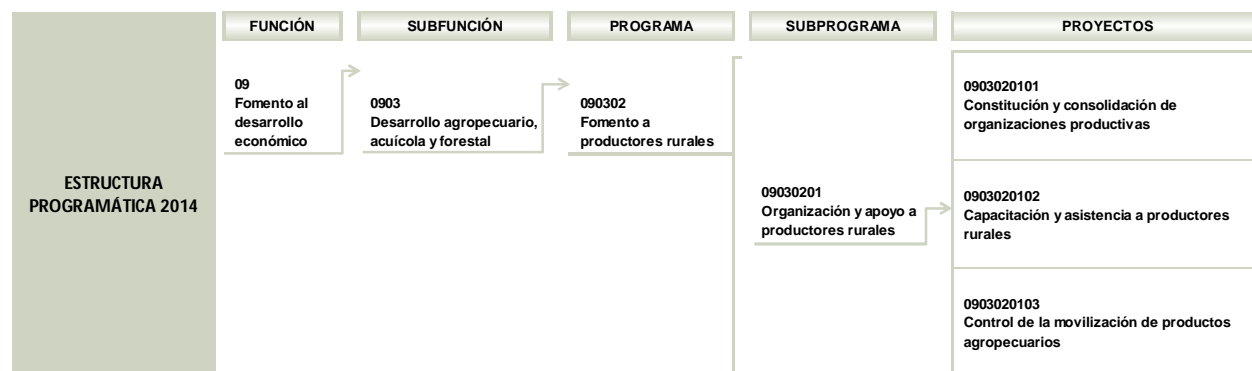 FUNCIÓN
SUBFUNCIÓN
PROGRAMA
SUBPROGRAMA
PROYECTOS
ESTRUCTURA
PROGRAMÁTICA 2014
09
Fomento al
desarrollo
económico
0903
Desarrollo agropecuario,
acuícola y forestal
090302
Fomento a
productores rurales
09030201
Organización y apoyo a
productores rurales
0903020101
Constitución y consolidación de
organizaciones productivas
0903020102
Capacitación y asistencia a productores
rurales
0903020103
Control de la movilización de productos
agropecuarios